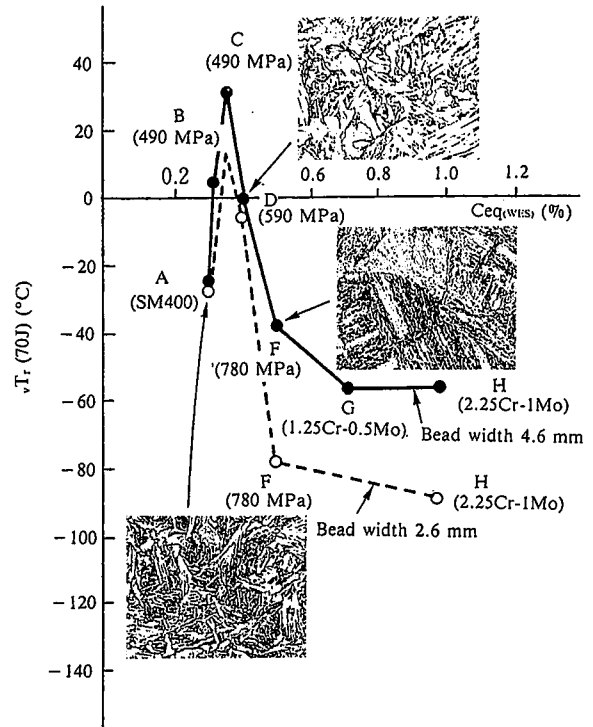 40
20
0
−20
−40
−60
−80
−100
−120
−140
vTr (70J) (°C)
C
(490 MPa)
B
(490 MPa)
0.2
0.6
0.8
1.0
1.2
Ceq(WES) (%)
D
(590 MPa)
A
(SM400)
F
'(780 MPa)
G
(1.25Cr-0.5Mo).
H
(2.25Cr-1Mo)
Bead width 4.6 mm
F
(780 MPa)
H
(2.25Cr-1Mo)
Bead width 2.6 mm